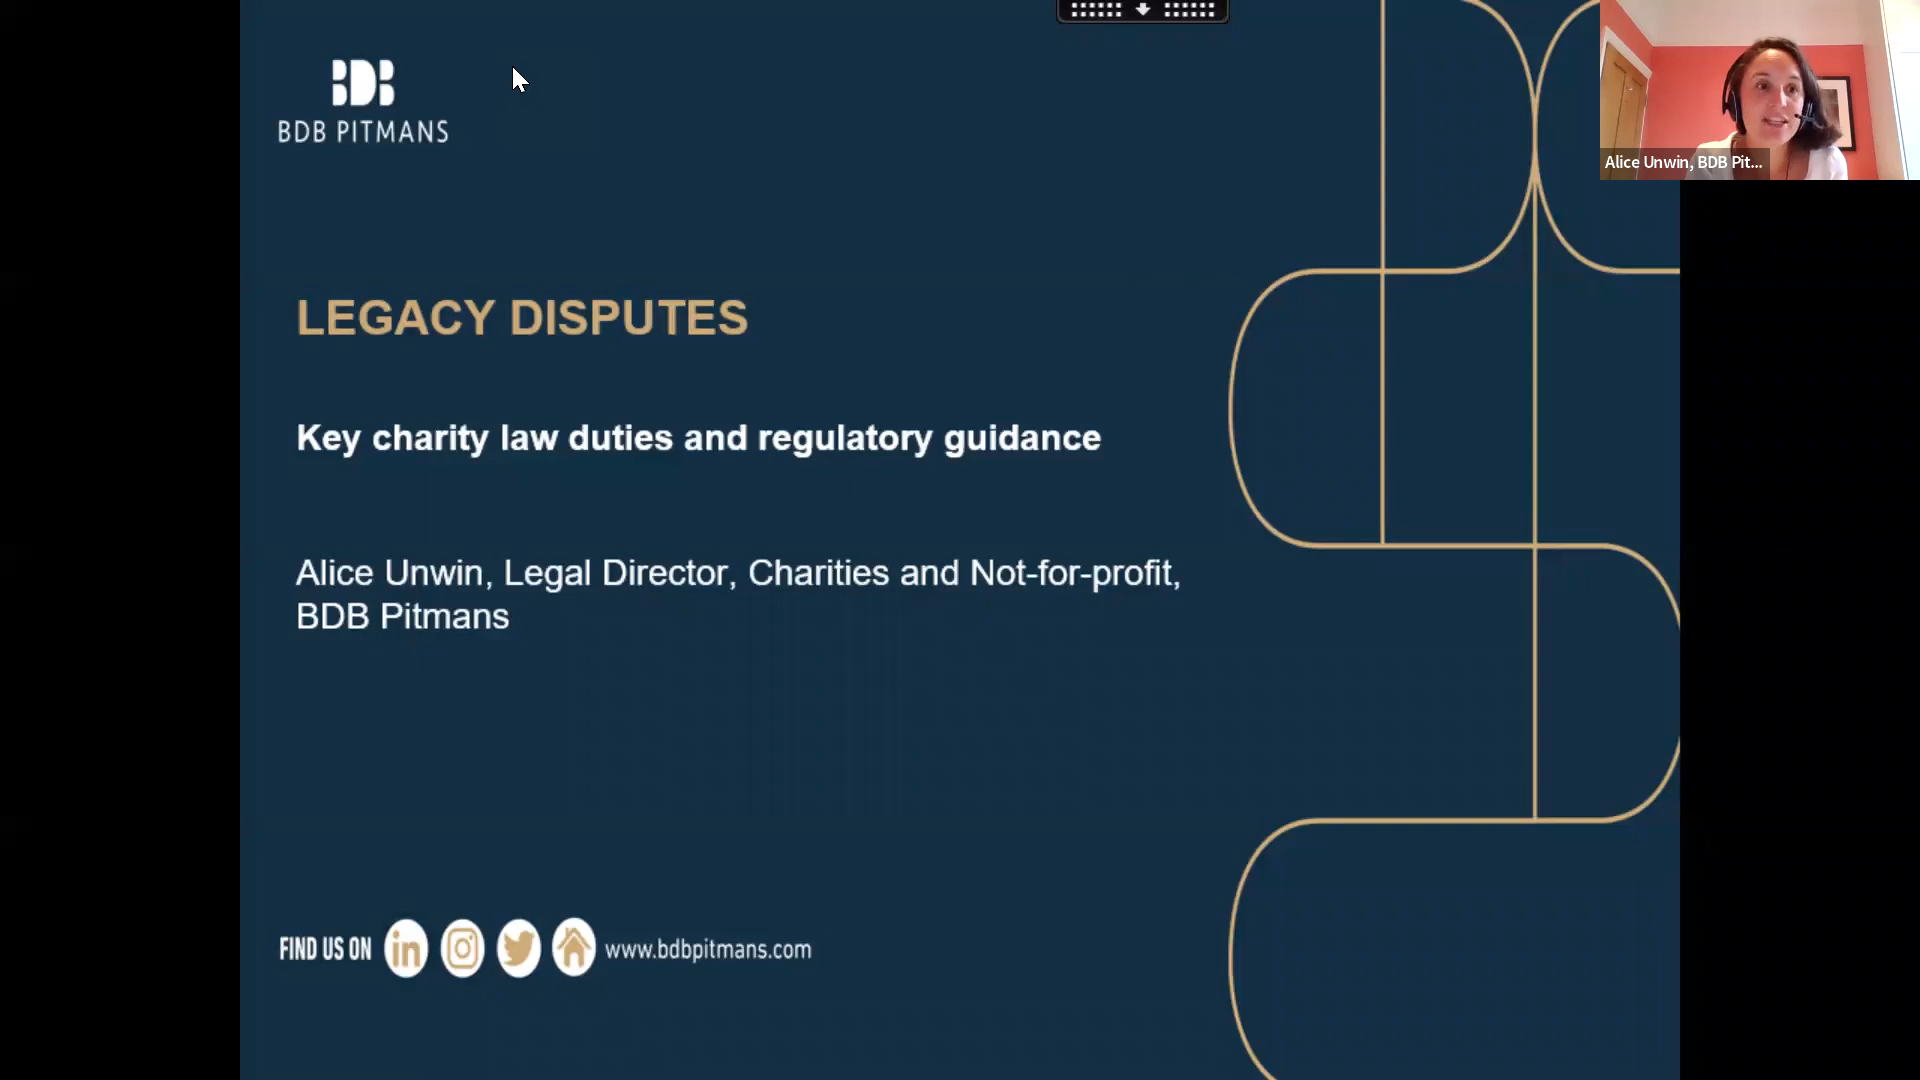 BDB
BDB PITMANS
Alice Unwin, BDB Pit...
LEGACY DISPUTES
Key charity law duties and regulatory guidance
Alice Unwin, Legal Director, Charities and Not-for-profit,
BDB Pitmans
FIND US ON in www.bdbpitmans.com